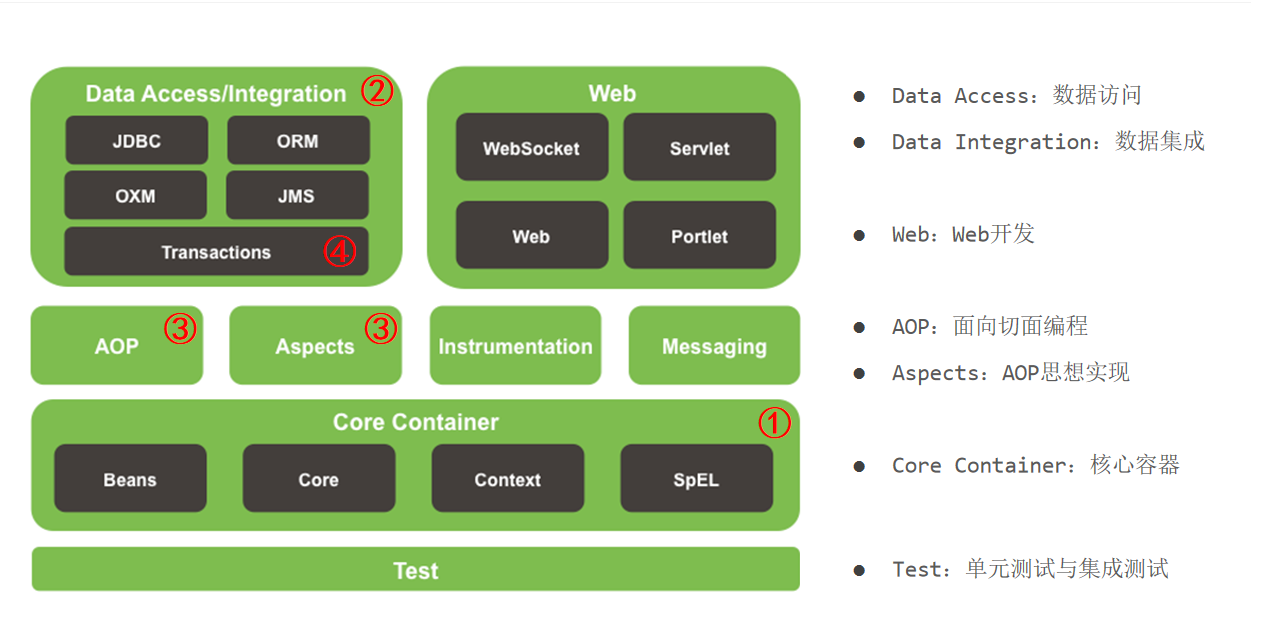 Data Access/Integration ②
JDBC ORM
OXM JMS
Transactions ④
Web
WebSocket Servlet
Web Portlet
AOP ③
Aspects ③
Instrumentation
Messaging
Core Container ①
Beans Core Context SpEL
Test
● Data Access：数据访问
● Data Integration：数据集成
● Web：Web开发
● AOP：面向切面编程
● Aspects：AOP思想实现
● Core Container：核心容器
● Test：单元测试与集成测试